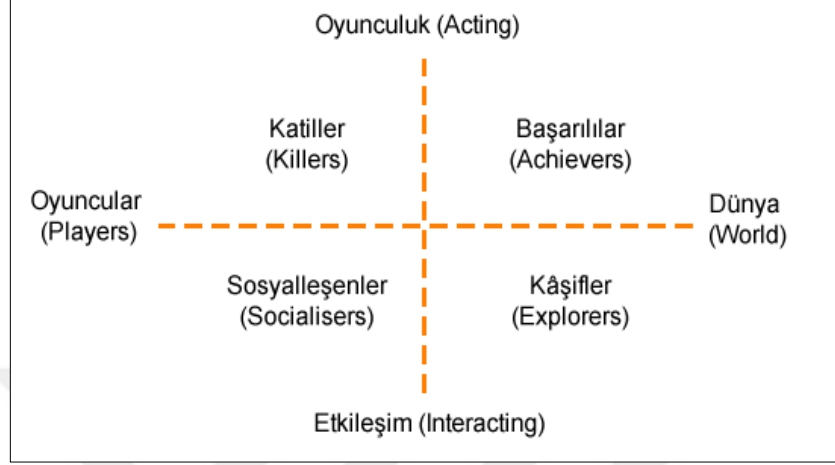 Oyunculuk (Acting)
Katiller
(Killers)
Başarılılar
(Achievers)
Oyuncular
(Players)
Dünya
(World)
Sosyalleşenler
(Socialisers)
Kâşifler
(Explorers)
Etkileşim (Interacting)